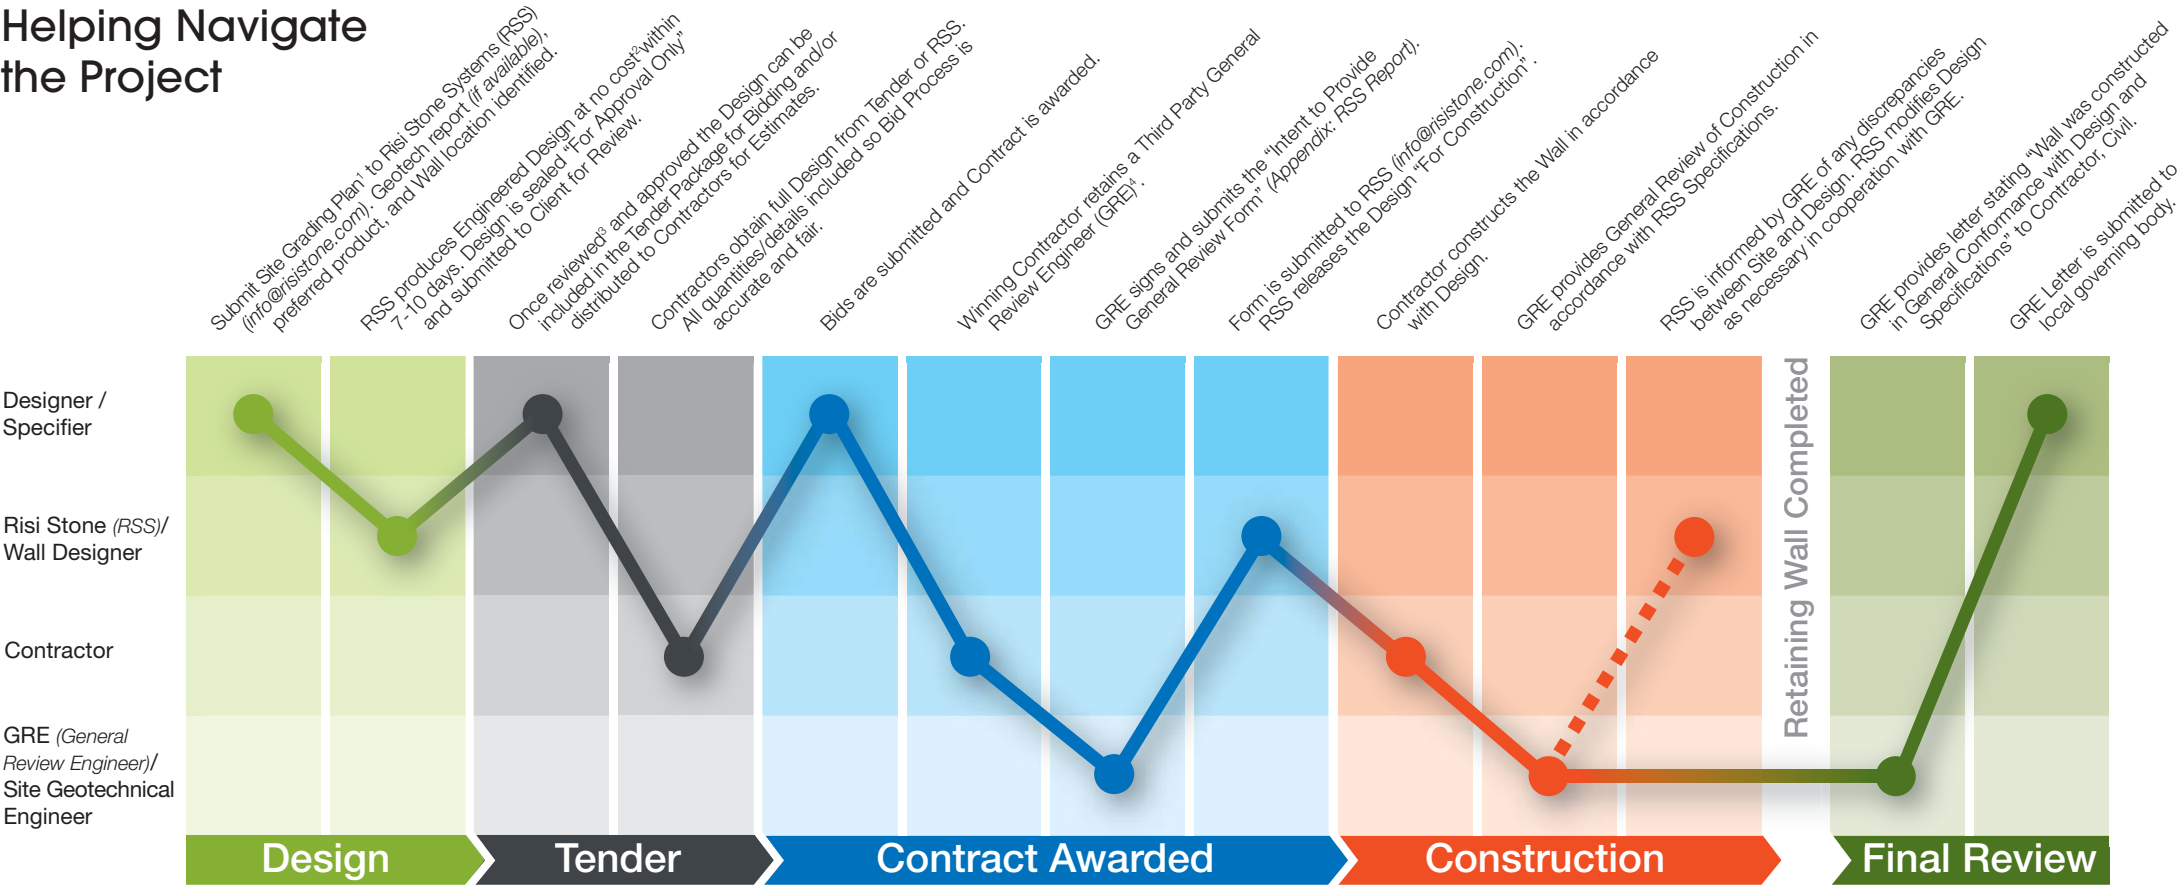 Helping Navigate
the Project
Submit Site Grading Plan¹ to Risi Stone Systems (RSS)
(info@risistone.com). Geotech report (if available),
preferred product, and Wall location identified.
RSS produces Engineered Design at no cost²within
7-10 days. Design is sealed “For Approval Only”
and submitted to Client for Review.
Once reviewed³ and approved the Design can be
included in the Tender Package for Bidding and/or
distributed to Contractors for Estimates.
Contractors obtain full Design from Tender or RSS.
All quantities/details included so Bid Process is
accurate and fair.
Bids are submitted and Contract is awarded.
Winning Contractor retains a Third Party General
Review Engineer (GRE)⁴.
GRE signs and submits the “Intent to Provide
General Review Form” (Appendix: RSS Report).
Form is submitted to RSS (info@risistone.com).
RSS releases the Design “For Construction”.
Contractor constructs the Wall in accordance
with Design.
GRE provides General Review of Construction in
accordance with RSS Specifications.
RSS is informed by GRE of any discrepancies
between Site and Design. RSS modifies Design
as necessary in cooperation with GRE.
GRE provides letter stating “Wall was constructed
in General Conformance with Design and
Specifications” to Contractor, Civil.
GRE Letter is submitted to
local governing body.
Designer /
Specifier
Risi Stone (RSS)/
Wall Designer
Contractor
GRE (General
Review Engineer)/
Site Geotechnical
Engineer
Retaining Wall Completed
Design
Tender
Contract Awarded
Construction
Final Review